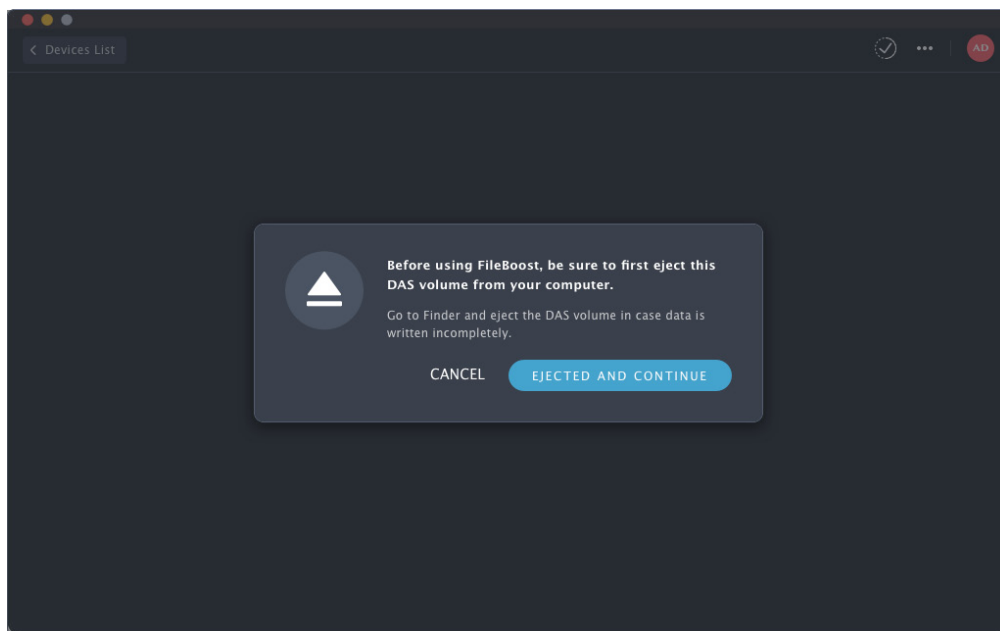 Devices List
AD
Before using FileBoost, be sure to first eject this
DAS volume from your computer.
Go to Finder and eject the DAS volume in case data is
written incompletely.
CANCEL
EJECTED AND CONTINUE